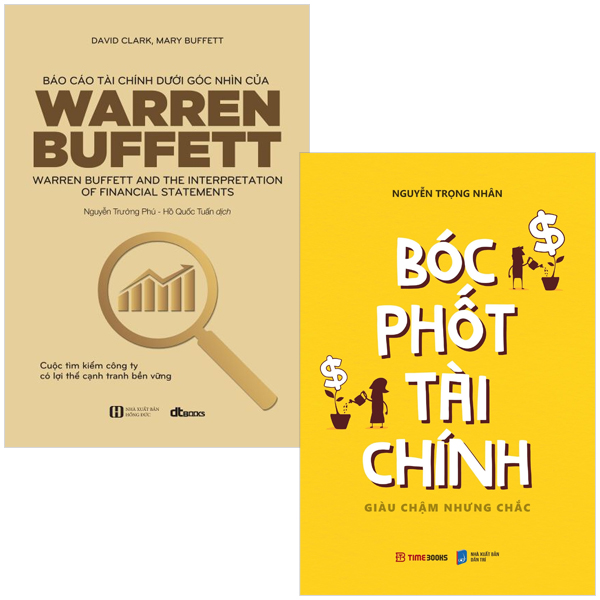 DAVID CLARK, MARY BUFFETT
BÁO CÁO TÀI CHÍNH DƯỚI GÓC NHÌN CỦA
WARREN
BUFFETT
WARREN BUFFETT AND THE INTERPRETATION
OF FINANCIAL STATEMENTS
Nguyễn Trường Phú - Hồ Quốc Tuấn dịch
Cuộc tìm kiếm công ty
có lợi thế cạnh tranh bền vững
NHÀ XUẤT BẢN
HỒNG ĐỨC
dtBOOKS
NGUYỄN TRỌNG NHÂN
BÓC
PHỐT
TÀI
CHÍNH
$
$
GIÀU CHẬM NHƯNG CHẮC
TIMEBOOKS
NHÀ XUẤT BẢN
DÂN TRÍ